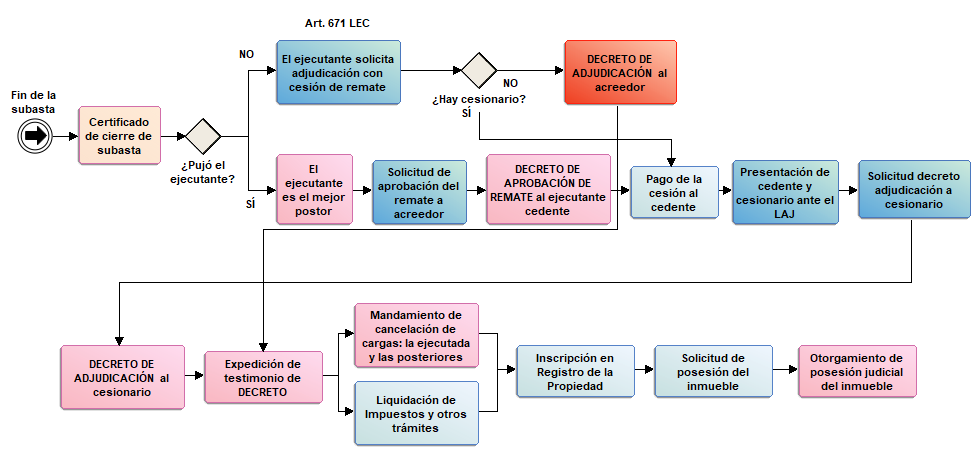 Art. 671 LEC
NO
El ejecutante solicita
adjudicación con
cesión de remate
¿Hay cesionario?
NO
SÍ
DECRETO DE
ADJUDICACIÓN al
acreedor
Fin de la
subasta
Certificado
de cierre de
subasta
¿Pujó el
ejecutante?
SÍ
El
ejecutante
es el mejor
postor
Solicitud de
aprobación del
remate a
acreedor
DECRETO DE
APROBACIÓN DE
REMATE al ejecutante
cedente
Pago de la
cesión al
cedente
Presentación de
cedente y
cesionario ante el
LAJ
Solicitud decreto
adjudicación a
cesionario
DECRETO DE
ADJUDICACIÓN al
cesionario
Expedición de
testimonio de
DECRETO
Mandamiento de
cancelación de
cargas: la ejecutada
y las posteriores
Liquidación de
Impuestos y otros
trámites
Inscripción en
Registro de la
Propiedad
Solicitud de
posesión del
inmueble
Otorgamiento de
posesión judicial
del inmueble